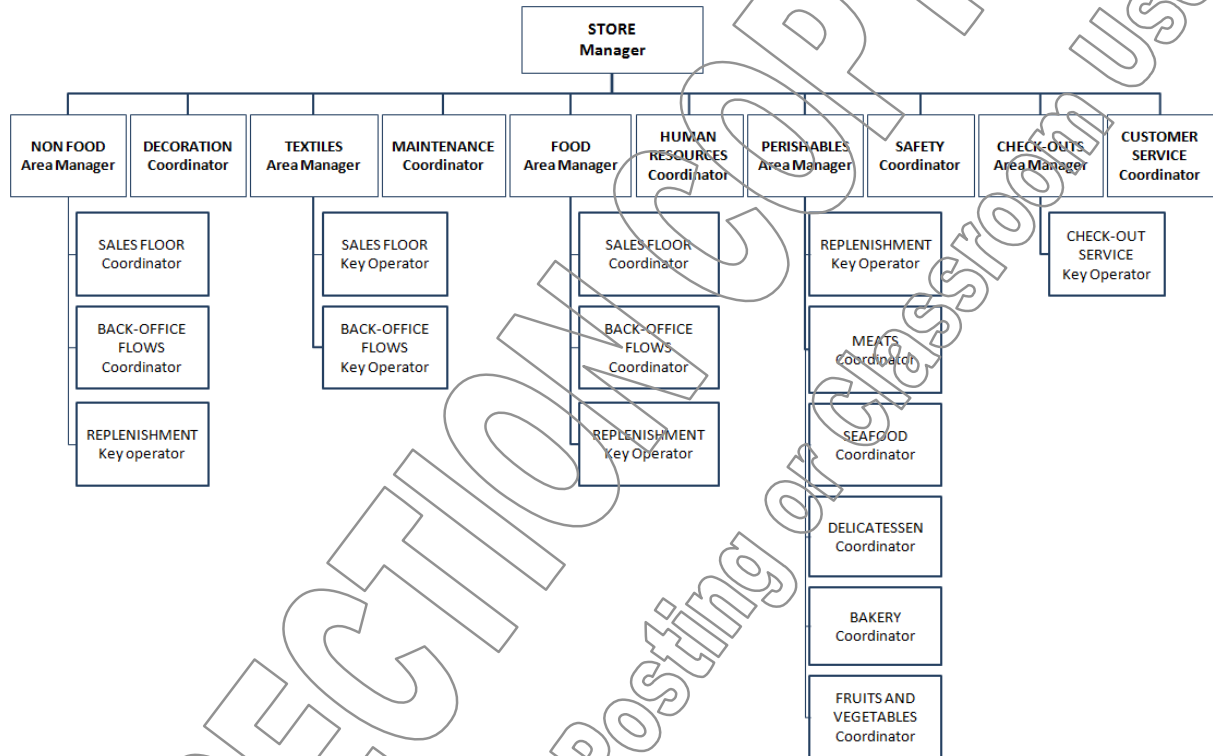 STORE
Manager
NON FOOD
Area Manager
DECORATION
Coordinator
TEXTILES
Area Manager
MAINTENANCE
Coordinator
FOOD
Area Manager
HUMAN
RESOURCES
Coordinator
PERISHABLES
Area Manager
SAFETY
Coordinator
CHECK-OUTS
Area Manager
CUSTOMER
SERVICE
Coordinator
SALES FLOOR
Coordinator
BACK-OFFICE
FLOWS
Coordinator
REPLENISHMENT
Key operator
SALES FLOOR
Key Operator
BACK-OFFICE
FLOWS
Key Operator
SALES FLOOR
Coordinator
BACK-OFFICE
FLOWS
Coordinator
REPLENISHMENT
Key Operator
REPLENISHMENT
Key Operator
MEATS
Coordinator
SEAFOOD
Coordinator
DELICATESSEN
Coordinator
BAKERY
Coordinator
FRUITS AND
VEGETABLES
Coordinator
CHECK-OUT
SERVICE
Key Operator
ECTION COP
Posting or Classroom Us